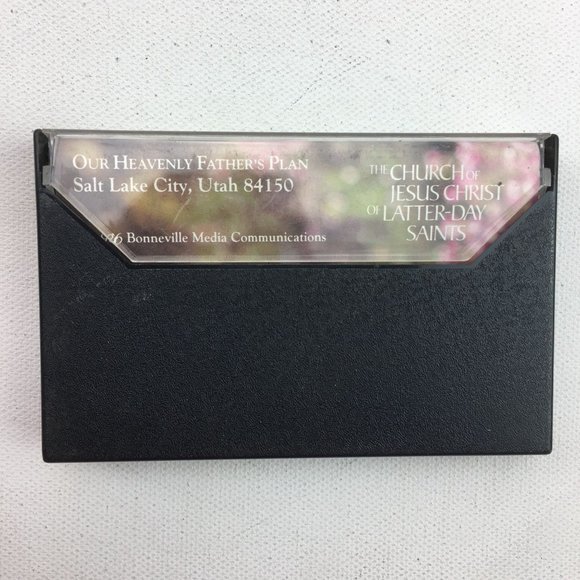 OUR HEAVENLY FATHER'S PLAN
Salt Lake City, Utah 84150
Bonneville Media Communications
THE CHURCH OF
JESUS CHRIST
OF LATTER-DAY
SAINTS